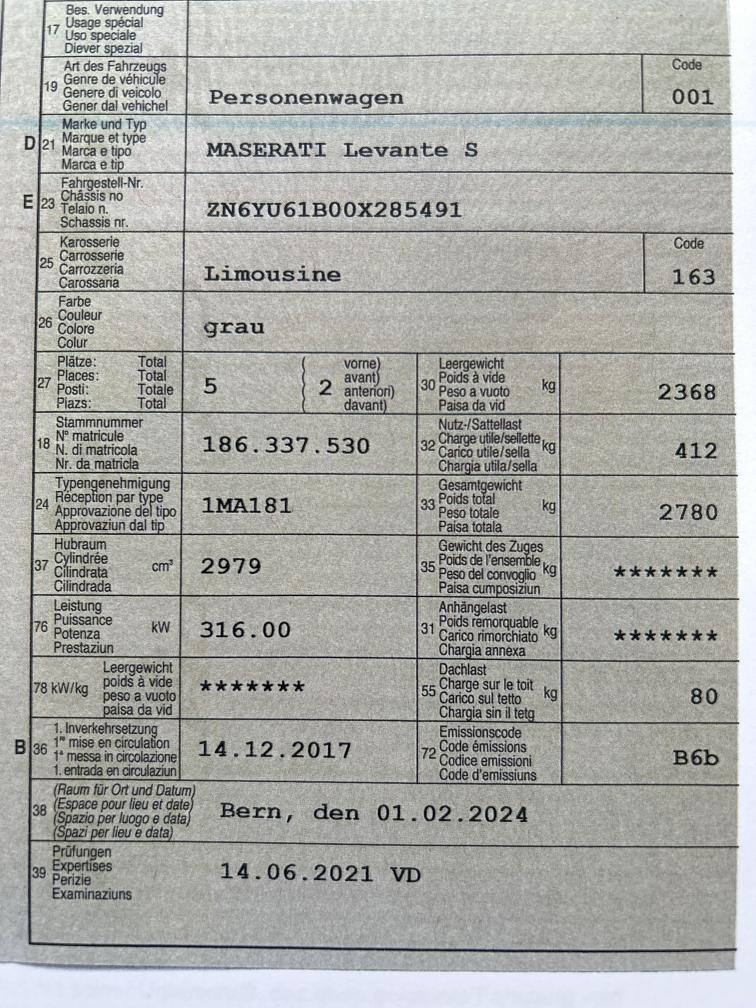 17 Bes. Verwendung
Usage spécial
Uso speciale
Diever spezial
19 Art des Fahrzeugs
Genre de véhicule
Genere di veicolo
Gener dal vehichel
Personenwagen
Code
001
D 21 Marke und Typ
Marque et type
Marca e tipo
Marca e tip
MASERATI Levante S
E 23 Fahrgestell-Nr.
Châssis no
Telaio n.
Schassis nr.
ZN6YU61B00X285491
25 Karosserie
Carrosserie
Carrozzeria
Carossaria
Limousine
Code
163
26 Farbe
Couleur
Colore
Colur
grau
27 Plätze: Total
Places: Total
Posti: Totale
Plazs: Total
5
2
vorne)
avant)
anteriori)
davant)
30 Leergewicht
Poids à vide
Peso a vuoto
Paisa da vid
kg
2368
18 Stammnummer
N° matricule
N. di matricola
Nr. da matricla
186.337.530
32 Nutz-/Sattellast
Charge utile/sellette
Carico utile/sella
Chargia utila/sella
kg
412
24 Typengenehmigung
Réception par type
Approvazione del tipo
Approvaziun dal tip
1MA181
33 Gesamtgewicht
Poids total
Peso totale
Paisa totala
kg
2780
37 Hubraum
Cylindrée
Cilindrata
Cilindrada
cm³
2979
35 Gewicht des Zuges
Poids de l'ensemble
Peso del convoglio
Paisa cumposiziun
kg
*******
76 Leistung
Puissance
Potenza
Prestaziun
kW
316.00
31 Anhängelast
Poids remorquable
Carico rimorchiato
Chargia annexa
kg
*******
78 kW/kg
Leergewicht
poids à vide
peso a vuoto
paisa da vid
*******
55 Dachlast
Charge sur le toit
Carico sul tetto
Chargia sin il tetg
kg
80
B 36 1. Inverkehrsetzung
1re mise en circulation
1a messa in circolazione
1. entrada en circulaziun
14.12.2017
72 Emissionscode
Code émissions
Codice emissioni
Code d'emissiuns
B6b
38 (Raum für Ort und Datum)
(Espace pour lieu et date)
(Spazio per luogo e data)
(Spazi per lieu e data)
Bern, den 01.02.2024
39 Prüfungen
Expertises
Perizie
Examinaziuns
14.06.2021 VD